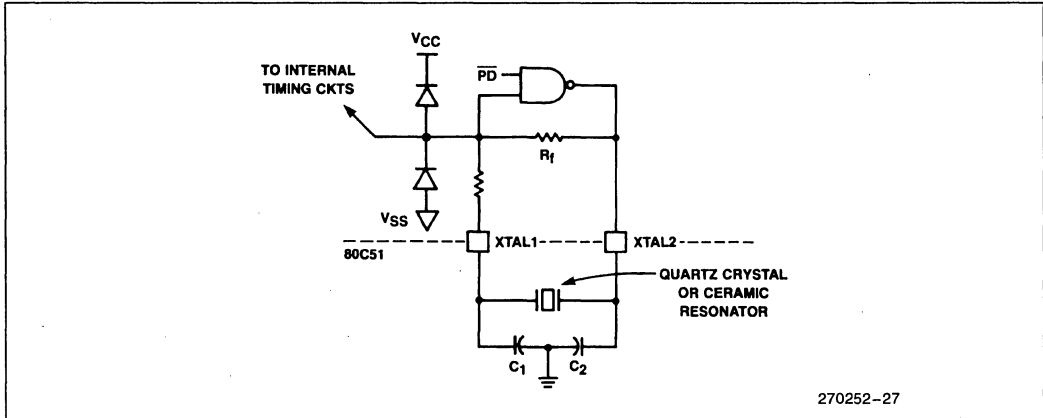 VCC
TO INTERNAL
TIMING CKTS
PD
Rf
VSS
XTAL1
XTAL2
80C51
QUARTZ CRYSTAL
OR CERAMIC
RESONATOR
C1
C2
270252-27